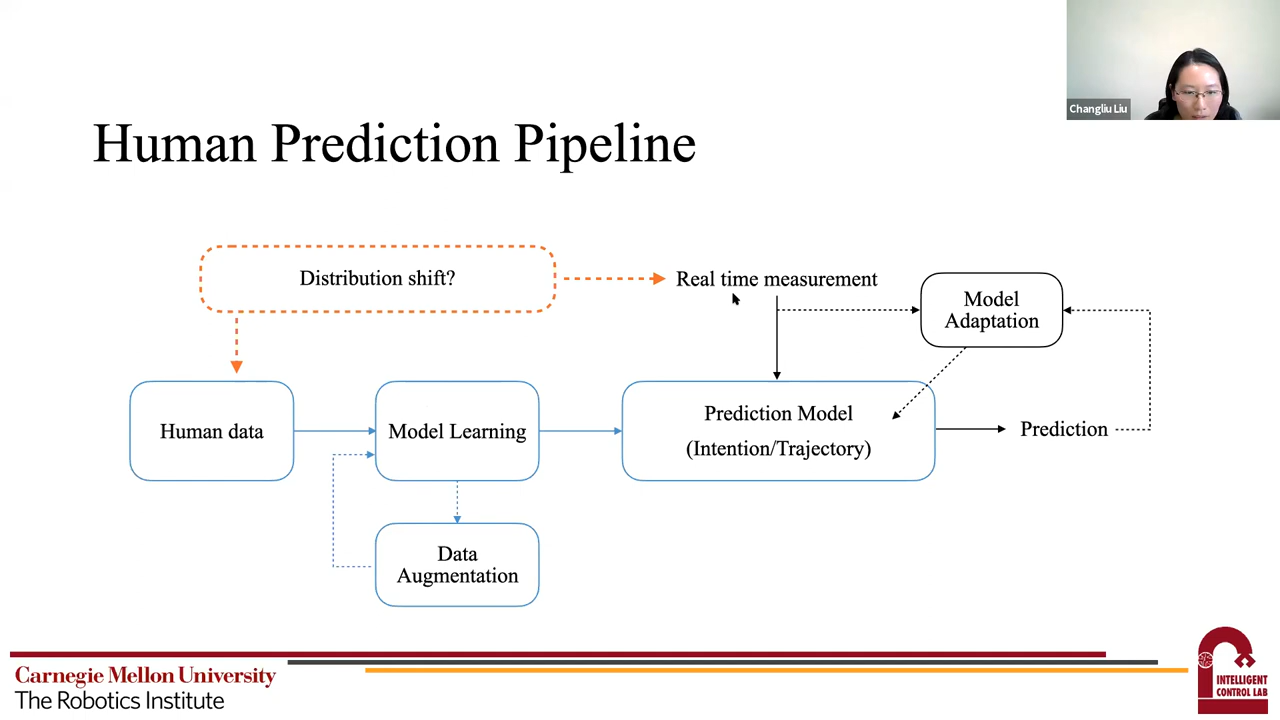 Changliu Liu
Human Prediction Pipeline
Distribution shift?
Real time measurement
Model
Adaptation
Human data
Model Learning
Prediction Model
(Intention/Trajectory)
Prediction
Data
Augmentation
Carnegie Mellon University
The Robotics Institute
INTELLIGENT
CONTROL LAB